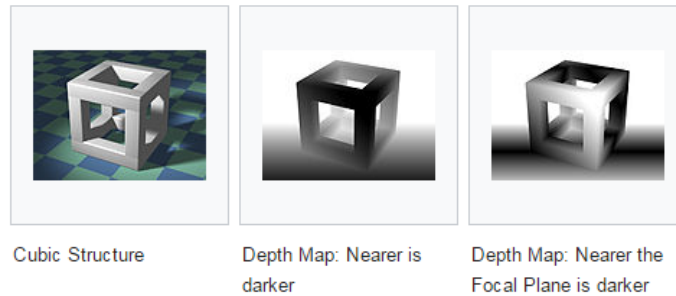 Cubic Structure
Depth Map: Nearer is
darker
Depth Map: Nearer the
Focal Plane is darker